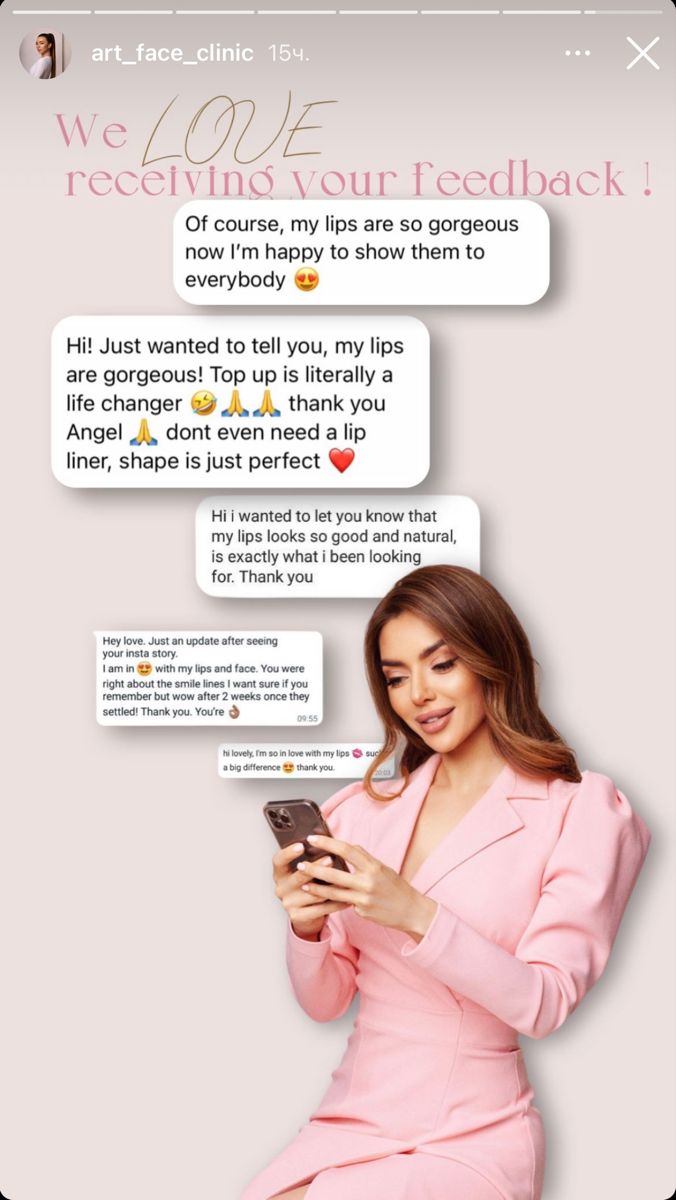 art_face_clinic 15ч.
We LOVE
receiving your feedback !
Of course, my lips are so gorgeous
now I’m happy to show them to
everybody 😍
Hi! Just wanted to tell you, my lips
are gorgeous! Top up is literally a
life changer 🤣🙏🙏 thank you
Angel 🙏 dont even need a lip
liner, shape is just perfect ❤️
Hi i wanted to let you know that
my lips looks so good and natural,
is exactly what i been looking
for. Thank you
Hey love. Just an update after seeing
your insta story.
I am in 😍 with my lips and face. You were
right about the smile lines I want sure if you
remember but wow after 2 weeks once they
settled! Thank you. You’re 👌🏽
09:55
hi lovely, I’m so in love with my lips 💋
a big difference 😍 thank you.